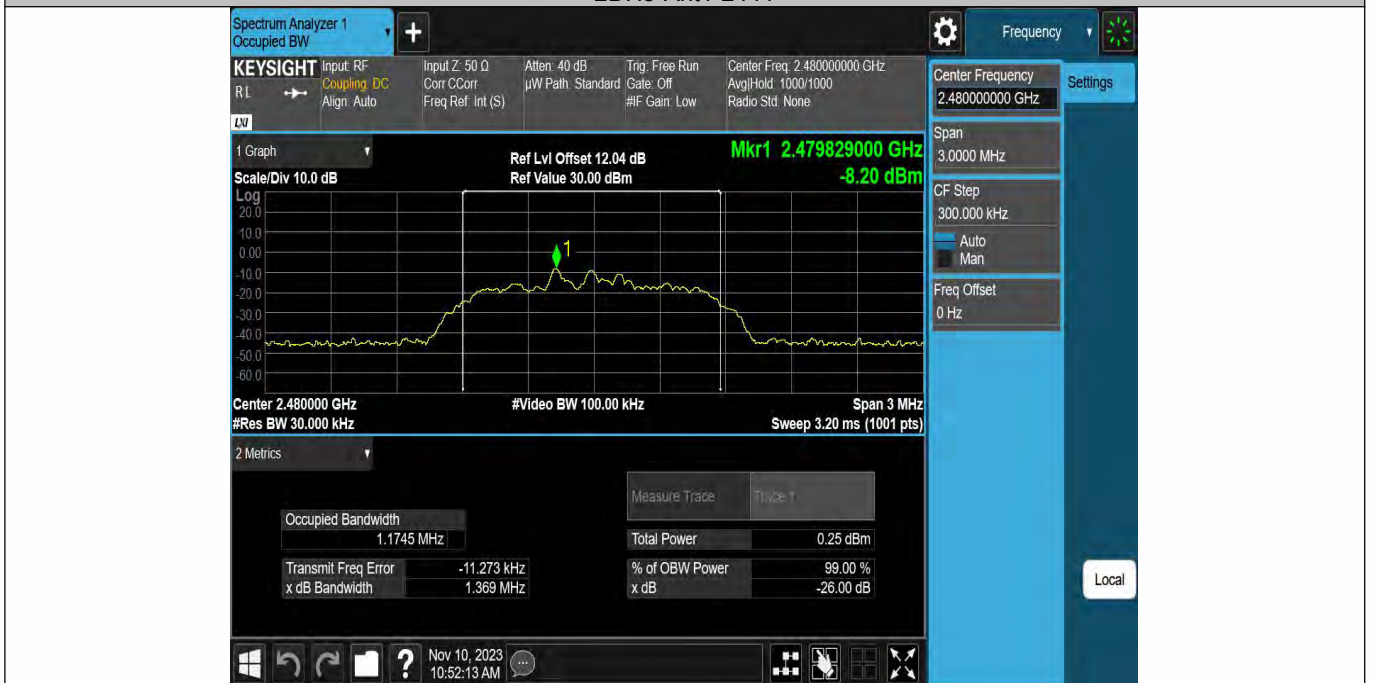 Spectrum Analyzer 1
Occupied BW
Frequency
KEYSIGHT
RL
LXI
Input: RF
Coupling: DC
Align: Auto
Input Z: 50 Ω
Corr CCorr
Freq Ref: Int (S)
Atten: 40 dB
µW Path: Standard
Trig: Free Run
Gate: Off
#IF Gain: Low
Center Freq: 2.480000000 GHz
Avg|Hold: 1000/1000
Radio Std: None
Center Frequency
2.480000000 GHz
Settings
Span
3.0000 MHz
CF Step
300.000 kHz
Auto
Man
Freq Offset
0 Hz
Local
1 Graph
Scale/Div 10.0 dB
Ref Lvl Offset 12.04 dB
Ref Value 30.00 dBm
Mkr1 2.479829000 GHz
-8.20 dBm
Log
20.0
10.0
0.00
-10.0
-20.0
-30.0
-40.0
-50.0
-60.0
1
Center 2.480000 GHz
#Res BW 30.000 kHz
#Video BW 100.00 kHz
Span 3 MHz
Sweep 3.20 ms (1001 pts)
2 Metrics
Measure Trace
Trace 1
Occupied Bandwidth
1.1745 MHz
Total Power
0.25 dBm
Transmit Freq Error
-11.273 kHz
% of OBW Power
99.00 %
x dB Bandwidth
1.369 MHz
x dB
-26.00 dB
?
Nov 10, 2023
10:52:13 AM